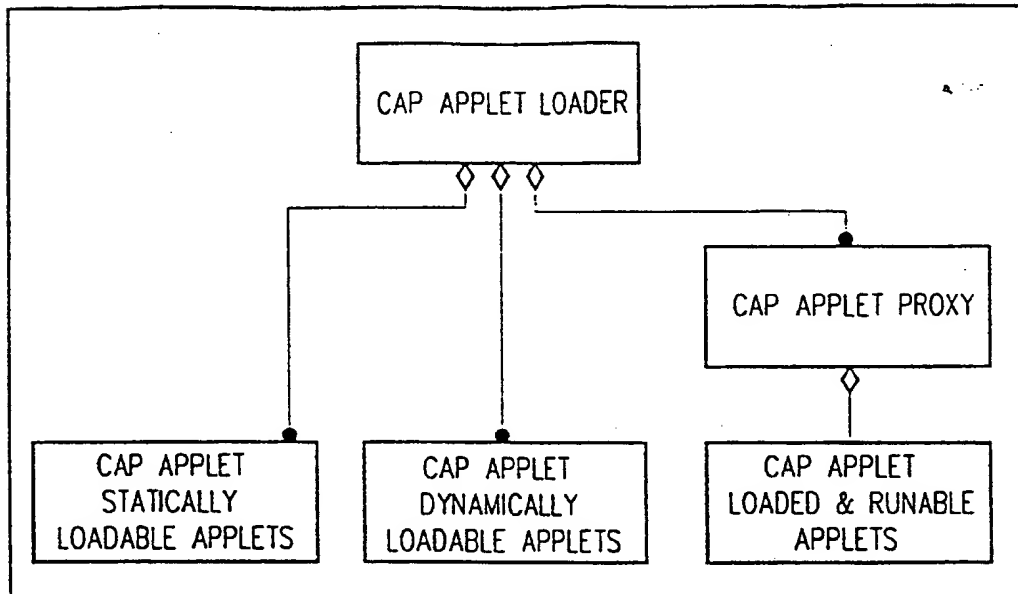 CAP APPLET LOADER
CAP APPLET PROXY
CAP APPLET
STATICALLY
LOADABLE APPLETS
CAP APPLET
DYNAMICALLY
LOADABLE APPLETS
CAP APPLET
LOADED & RUNABLE
APPLETS